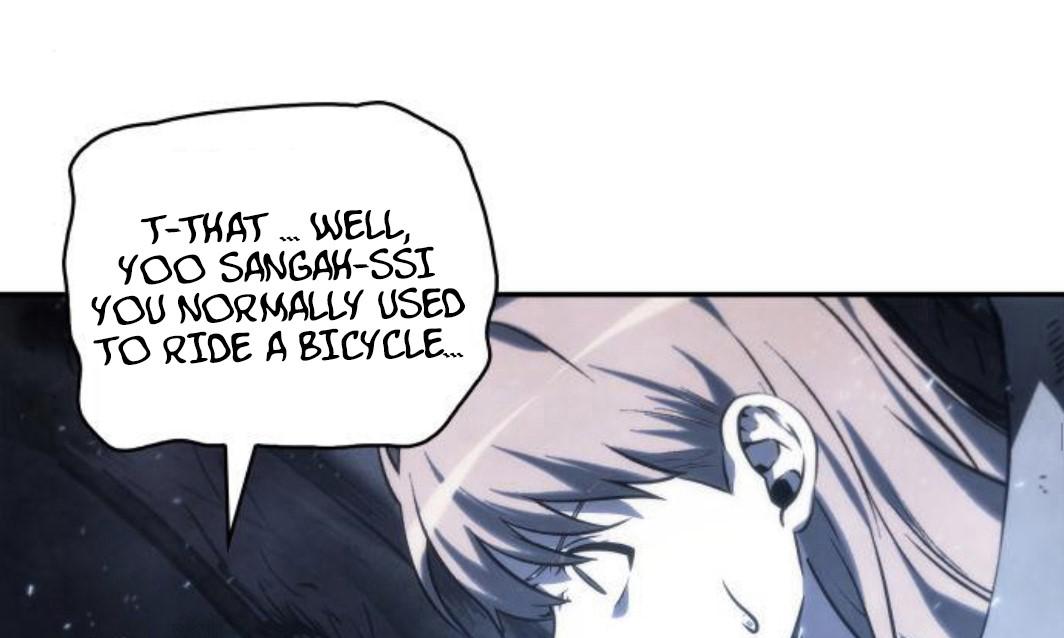 T-THAT ... WELL,
YOO SANGAH-SSI
YOU NORMALLY USED
TO RIDE A BICYCLE...